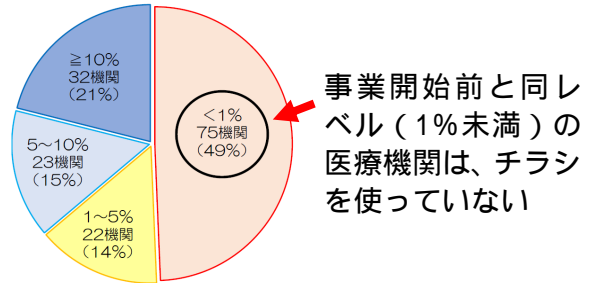 ≧10%
32機関
(21%)
<1%
75機関
(49%)
5~10%
23機関
(15%)
1~5%
22機関
(14%)
事業開始前と同レ
ベル(1%未満)の
医療機関は、チラシ
を使っていない